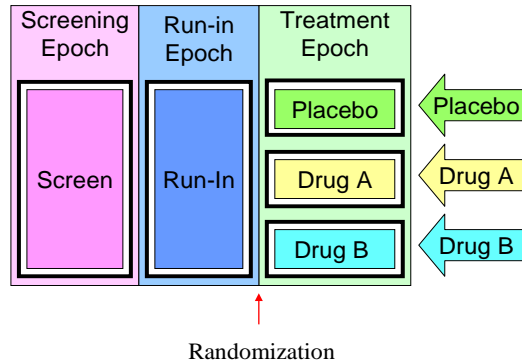 Screening
Epoch
Run-in
Epoch
Treatment
Epoch
Screen
Run-In
Placebo
Drug A
Drug B
Placebo
Drug A
Drug B
Randomization